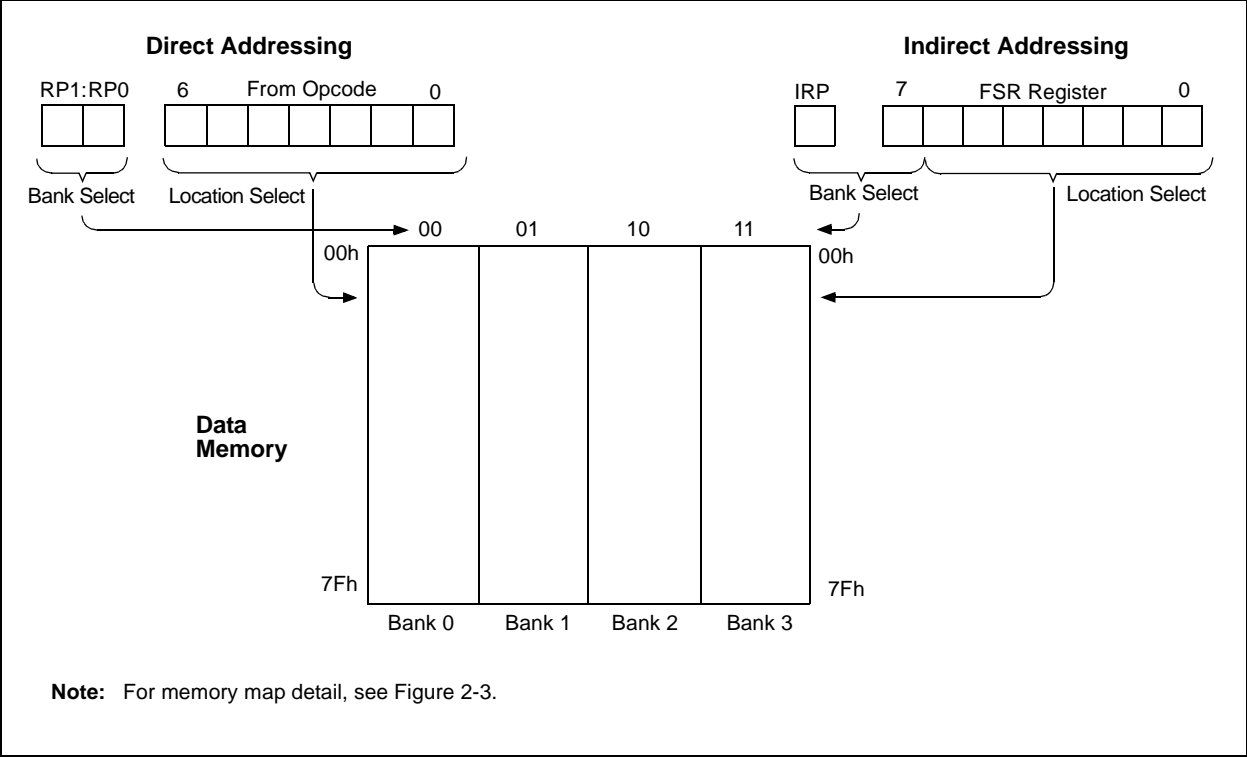 Direct Addressing
Indirect Addressing
RP1:RP0 6 From Opcode 0
IRP 7 FSR Register 0
Bank Select Location Select
Bank Select Location Select
00 01 10 11
00h 00h
Data
Memory
7Fh 7Fh
Bank 0 Bank 1 Bank 2 Bank 3
Note: For memory map detail, see Figure 2-3.